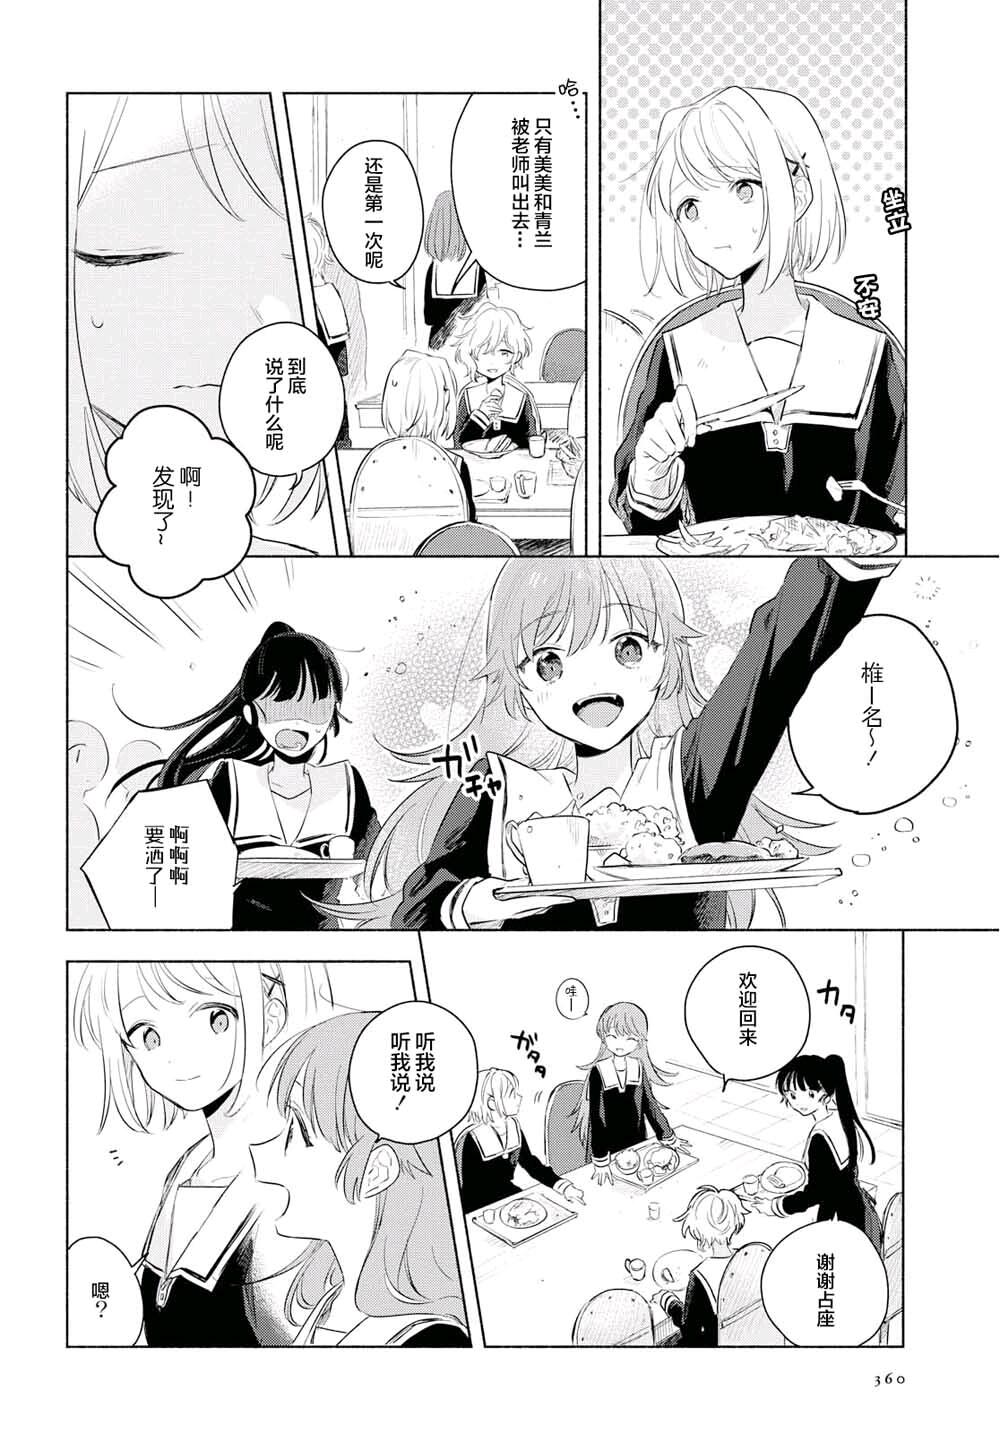 坐立
不安
哈…
只有美美和青兰
被老师叫出去…
还是第一次呢
到底
说了什么呢
啊!
发现了~
椎一名~!
ガ
チャ
啊啊啊
要洒了—
欢迎回来
カタ
哇—
ガタタ
谢谢占座
听我说
听我说!
嗯?
360